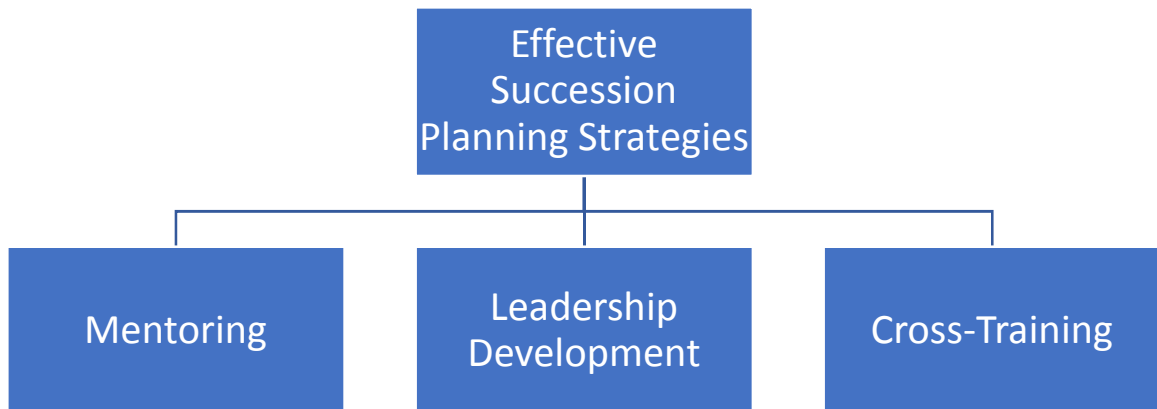 Effective
Succession
Planning Strategies
Mentoring
Leadership
Development
Cross-Training